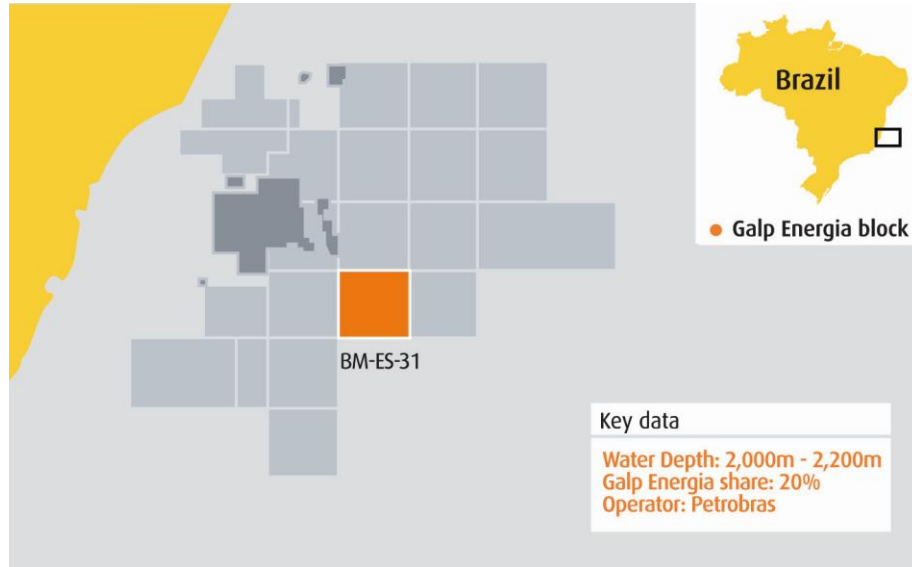 Brazil
Galp Energia block
BM-ES-31
Key data
Water Depth: 2,000m - 2,200m
Galp Energia share: 20%
Operator: Petrobras